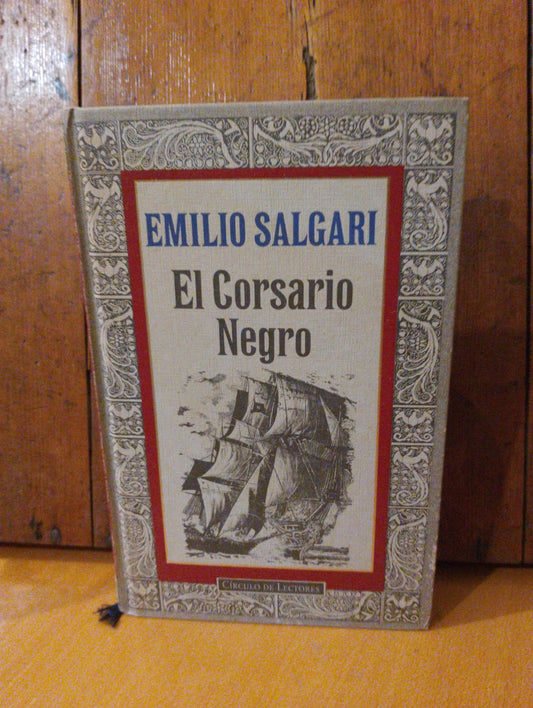 EMILIO SALGARI
El Corsario
Negro
CÍRCULO DE LECTORES